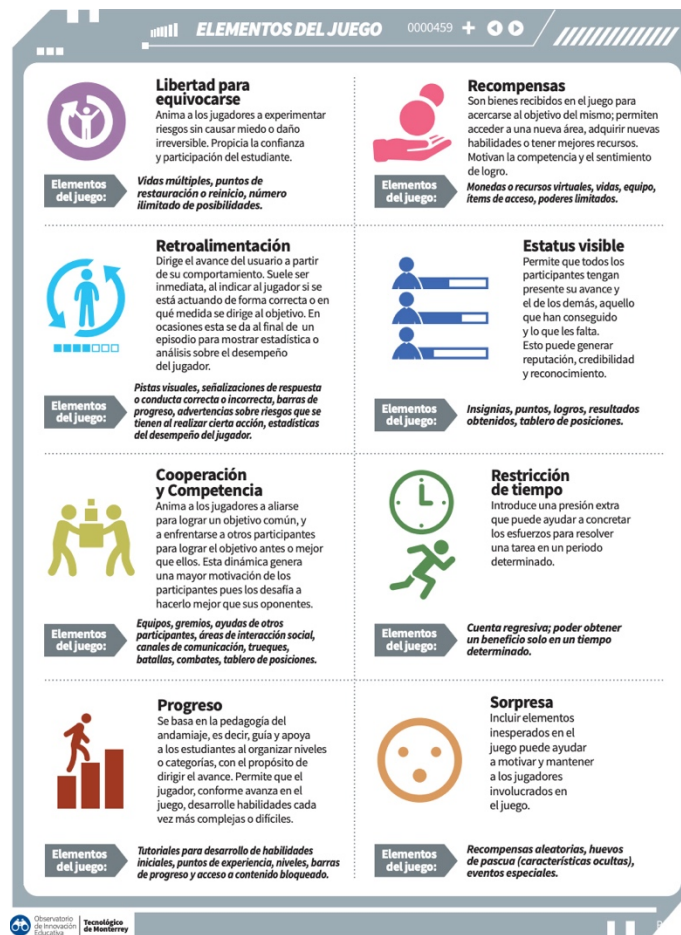 ELEMENTOS DEL JUEGO
0000459
Libertad para
equivocarse
Anima a los jugadores a experimentar
riesgos sin causar miedo o daño
irreversible. Propicia la confianza
y participación del estudiante.
Elementos
del juego:
Vidas múltiples, puntos de
restauración o reinicio, número
ilimitado de posibilidades.
Recompensas
Son bienes recibidos en el juego para
acercarse al objetivo del mismo; permiten
acceder a una nueva área, adquirir nuevas
habilidades o tener mejores recursos.
Motivan la competencia y el sentimiento
de logro.
Elementos
del juego:
Monedas o recursos virtuales, vidas, equipo,
ítems de acceso, poderes limitados.
Retroalimentación
Dirige el avance del usuario a partir
de su comportamiento. Suele ser
inmediata, al indicar al jugador si se
está actuando de forma correcta o en
qué medida se dirige al objetivo. En
ocasiones esta se da al final de un
episodio para mostrar estadística o
análisis sobre el desempeño
del jugador.
Elementos
del juego:
Pistas visuales, señalizaciones de respuesta
o conducta correcta o incorrecta, barras de
progreso, advertencias sobre riesgos que se
tienen al realizar cierta acción, estadísticas
del desempeño del jugador.
Estatus visible
Permite que todos los
participantes tengan
presente su avance y
el de los demás, aquello
que han conseguido
y lo que les falta.
Esto puede generar
reputación, credibilidad
y reconocimiento.
Elementos
del juego:
Insignias, puntos, logros, resultados
obtenidos, tablero de posiciones.
Cooperación
y Competencia
Anima a los jugadores a aliarse
para lograr un objetivo común, y
a enfrentarse a otros participantes
para lograr el objetivo antes o mejor
que ellos. Esta dinámica genera
una mayor motivación de los
participantes pues los desafía a
hacerlo mejor que sus oponentes.
Elementos
del juego:
Equipos, gremios, ayudas de otros
participantes, áreas de interacción social,
canales de comunicación, trueques,
batallas, combates, tablero de posiciones.
Restricción
de tiempo
Introduce una presión extra
que puede ayudar a concretar
los esfuerzos para resolver
una tarea en un periodo
determinado.
Elementos
del juego:
Cuenta regresiva; poder obtener
un beneficio solo en un tiempo
determinado.
Progreso
Se basa en la pedagogía del
andamiaje, es decir, guía y apoya
a los estudiantes al organizar niveles
o categorías, con el propósito de
dirigir el avance. Permite que el
jugador, conforme avanza en el
juego, desarrolle habilidades cada
vez más complejas o difíciles.
Elementos
del juego:
Tutoriales para desarrollo de habilidades
iniciales, puntos de experiencia, niveles, barras
de progreso y acceso a contenido bloqueado.
Sorpresa
Incluir elementos
inesperados en el
juego puede ayudar
a motivar y mantener
a los jugadores
involucrados en
el juego.
Elementos
del juego:
Recompensas aleatorias, huevos
de pascua (características ocultas),
eventos especiales.
Observatorio
de Innovación
Educativa
Tecnológico
de Monterrey